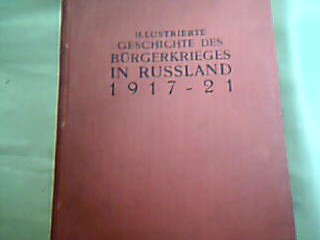 ILLUSTRIERTE
GESCHICHTE DES
BÜRGERKRIEGES
IN RUSSLAND
1917-21